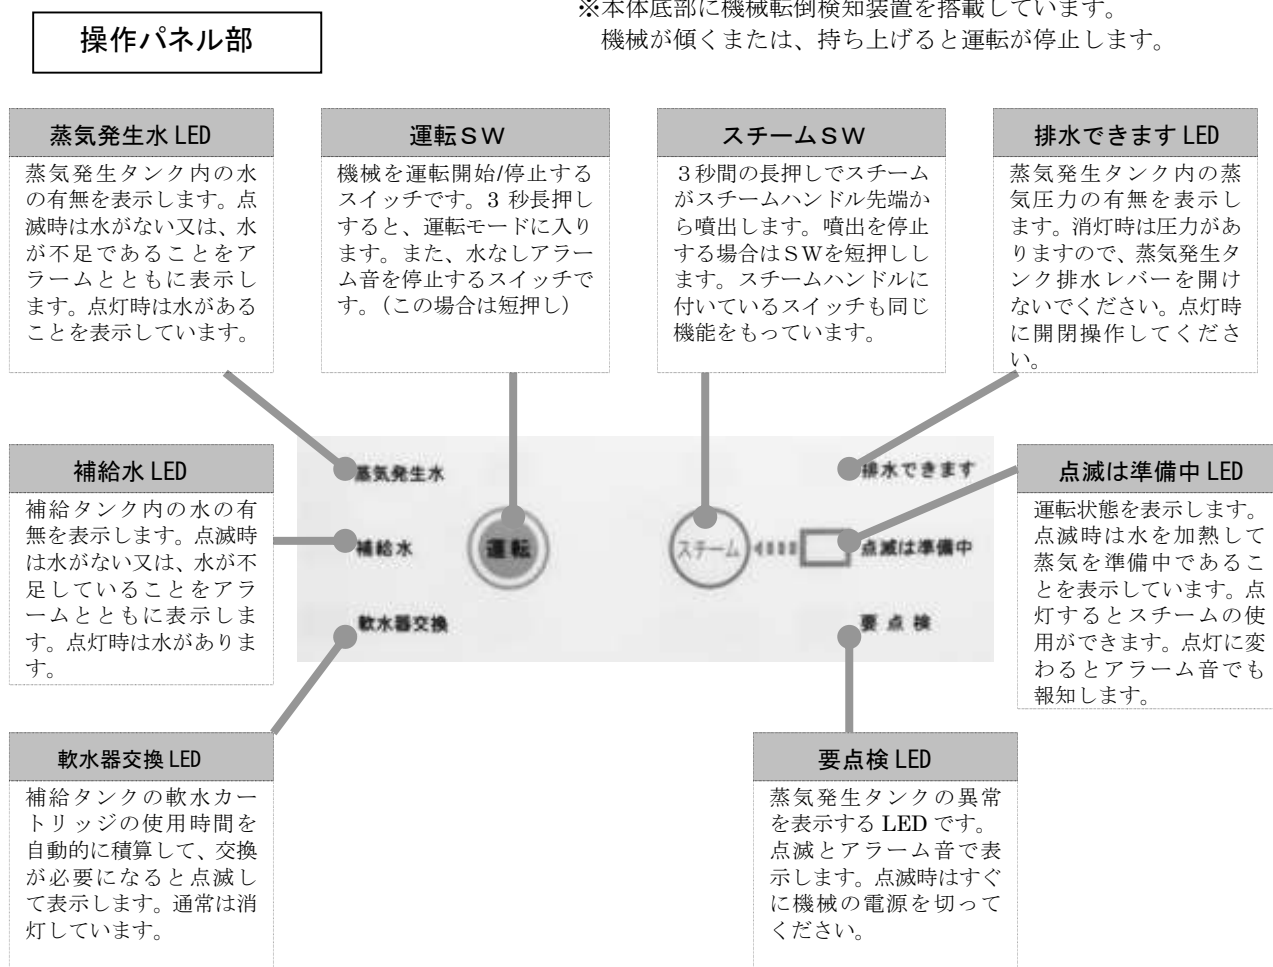 ※本体底部に機械転倒検知装置を搭載しています。
機械が傾くまたは、持ち上げると運転が停止します。
操作パネル部
蒸気発生水 LED
蒸気発生タンク内の水
の有無を表示します。点
滅時は水がない又は、水
が不足であることをア
ラームとともに表示し
ます。点灯時は水がある
ことを表示しています。
運転ＳＷ
機械を運転開始/停止する
スイッチです。3 秒長押し
すると、運転モードに入り
ます。また、水なしアラー
ム音を停止するスイッチで
す。（この場合は短押し）
スチームＳＷ
３秒間の長押しでスチーム
がスチームハンドル先端か
ら噴出します。噴出を停止
する場合はＳＷを短押しし
ます。スチームハンドルに
付いているスイッチも同じ
機能をもっています。
排水できます LED
蒸気発生タンク内の蒸
気圧力の有無を表示し
ます。消灯時は圧力があ
りますので、蒸気発生タ
ンク排水レバーを開け
ないでください。点灯時
に開閉操作してくださ
い。
補給水 LED
補給タンク内の水の有
無を表示します。点滅時
は水がない又は、水が不
足していることをアラ
ームとともに表示しま
す。点灯時は水がありま
す。
蒸気発生水
補給水
軟水器交換
運転
スチーム
排水できます
点滅は準備中
要点検
点滅は準備中 LED
運転状態を表示します。
点滅時は水を加熱して
蒸気を準備中であるこ
とを表示しています。点
灯するとスチームの使
用ができます。点灯に変
わるとアラーム音でも
報知します。
軟水器交換 LED
補給タンクの軟水カー
トリッジの使用時間を
自動的に積算して、交換
が必要になると点滅し
て表示します。通常は消
灯しています。
要点検 LED
蒸気発生タンクの異常
を表示する LED です。
点滅とアラーム音で表
示します。点滅時はすぐ
に機械の電源を切って
ください。